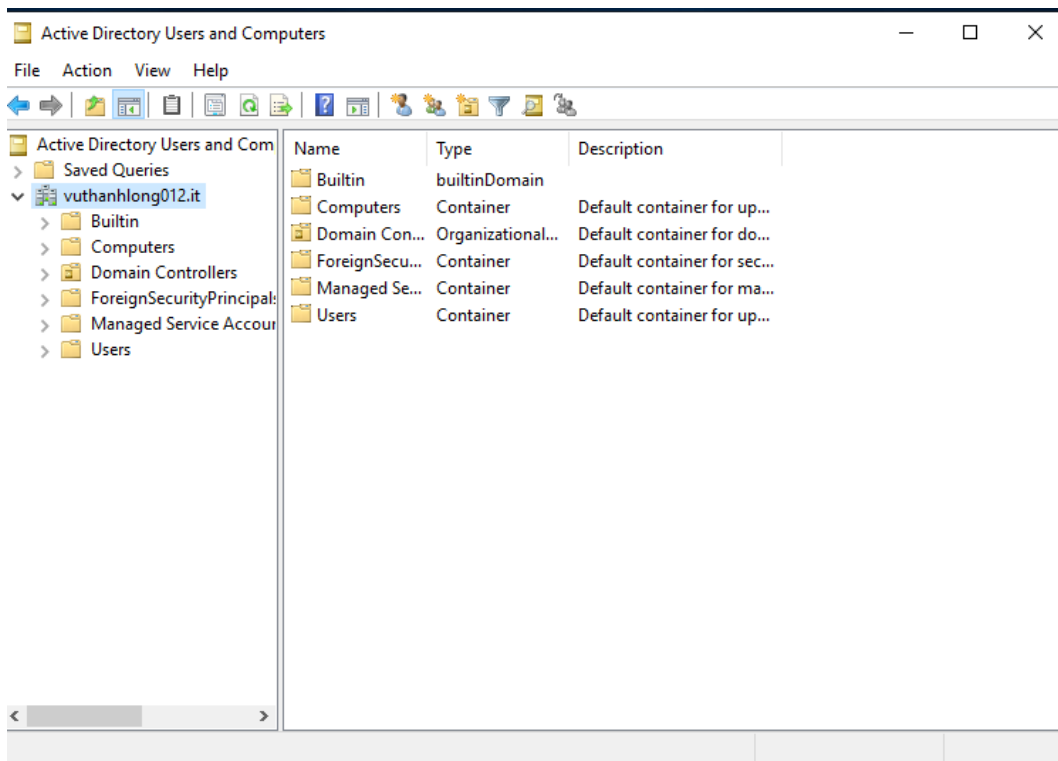 Active Directory Users and Computers
File Action View Help
Active Directory Users and Com
Saved Queries
vuthanhlong012.it
Builtin
Computers
Domain Controllers
ForeignSecurityPrincipals
Managed Service Accour
Users
Name Type Description
Builtin builtinDomain
Computers Container Default container for up...
Domain Con... Organizational... Default container for do...
ForeignSecu... Container Default container for sec...
Managed Se... Container Default container for ma...
Users Container Default container for up...